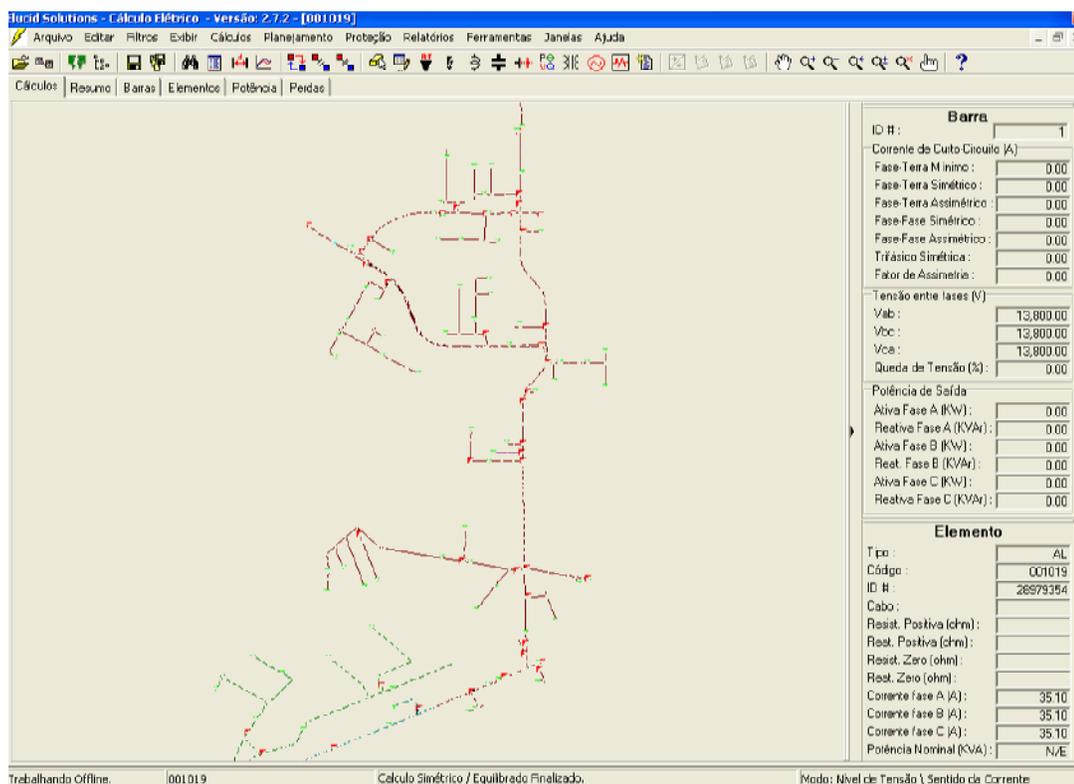 Elucid Solutions - Cálculo Elétrico - Versão: 2.7.2 - [001019]
Arquivo Editar Filtros Exibir Cálculos Planejamento Proteção Relatórios Ferramentas Janelas Ajuda
Cálculos Resumo Barras Elementos Potência Perdas
Barra
ID #: 1
Corrente de Curto-Circuito (A)
Fase-Terra Mínimo: 0.00
Fase-Terra Simétrico: 0.00
Fase-Terra Assimétrico: 0.00
Fase-Fase Simétrico: 0.00
Fase-Fase Assimétrico: 0.00
Trifásico Simétrica: 0.00
Fator de Assimetria: 0.00
Tensão entre fases (V)
Vab: 13,800.00
Vbc: 13,800.00
Vca: 13,800.00
Queda de Tensão (%): 0.00
Potência de Saída
Ativa Fase A (KW): 0.00
Reativa Fase A (KVAr): 0.00
Ativa Fase B (KW): 0.00
Reat. Fase B (KVAr): 0.00
Ativa Fase C (KW): 0.00
Reativa Fase C (KVAr): 0.00
Elemento
Tipo: AL
Código: 001019
ID #: 28979354
Cabo:
Resist. Positiva (ohm):
Reat. Positiva (ohm):
Resist. Zero (ohm):
Reat. Zero (ohm):
Corrente fase A (A): 35.10
Corrente fase B (A): 35.10
Corrente fase C (A): 35.10
Potência Nominal (KVA): N/E
Trabalhando Offline. 001019 Calculo Simétrico / Equilibrado Finalizado. Modo: Nível de Tensão \ Sentido da Corrente